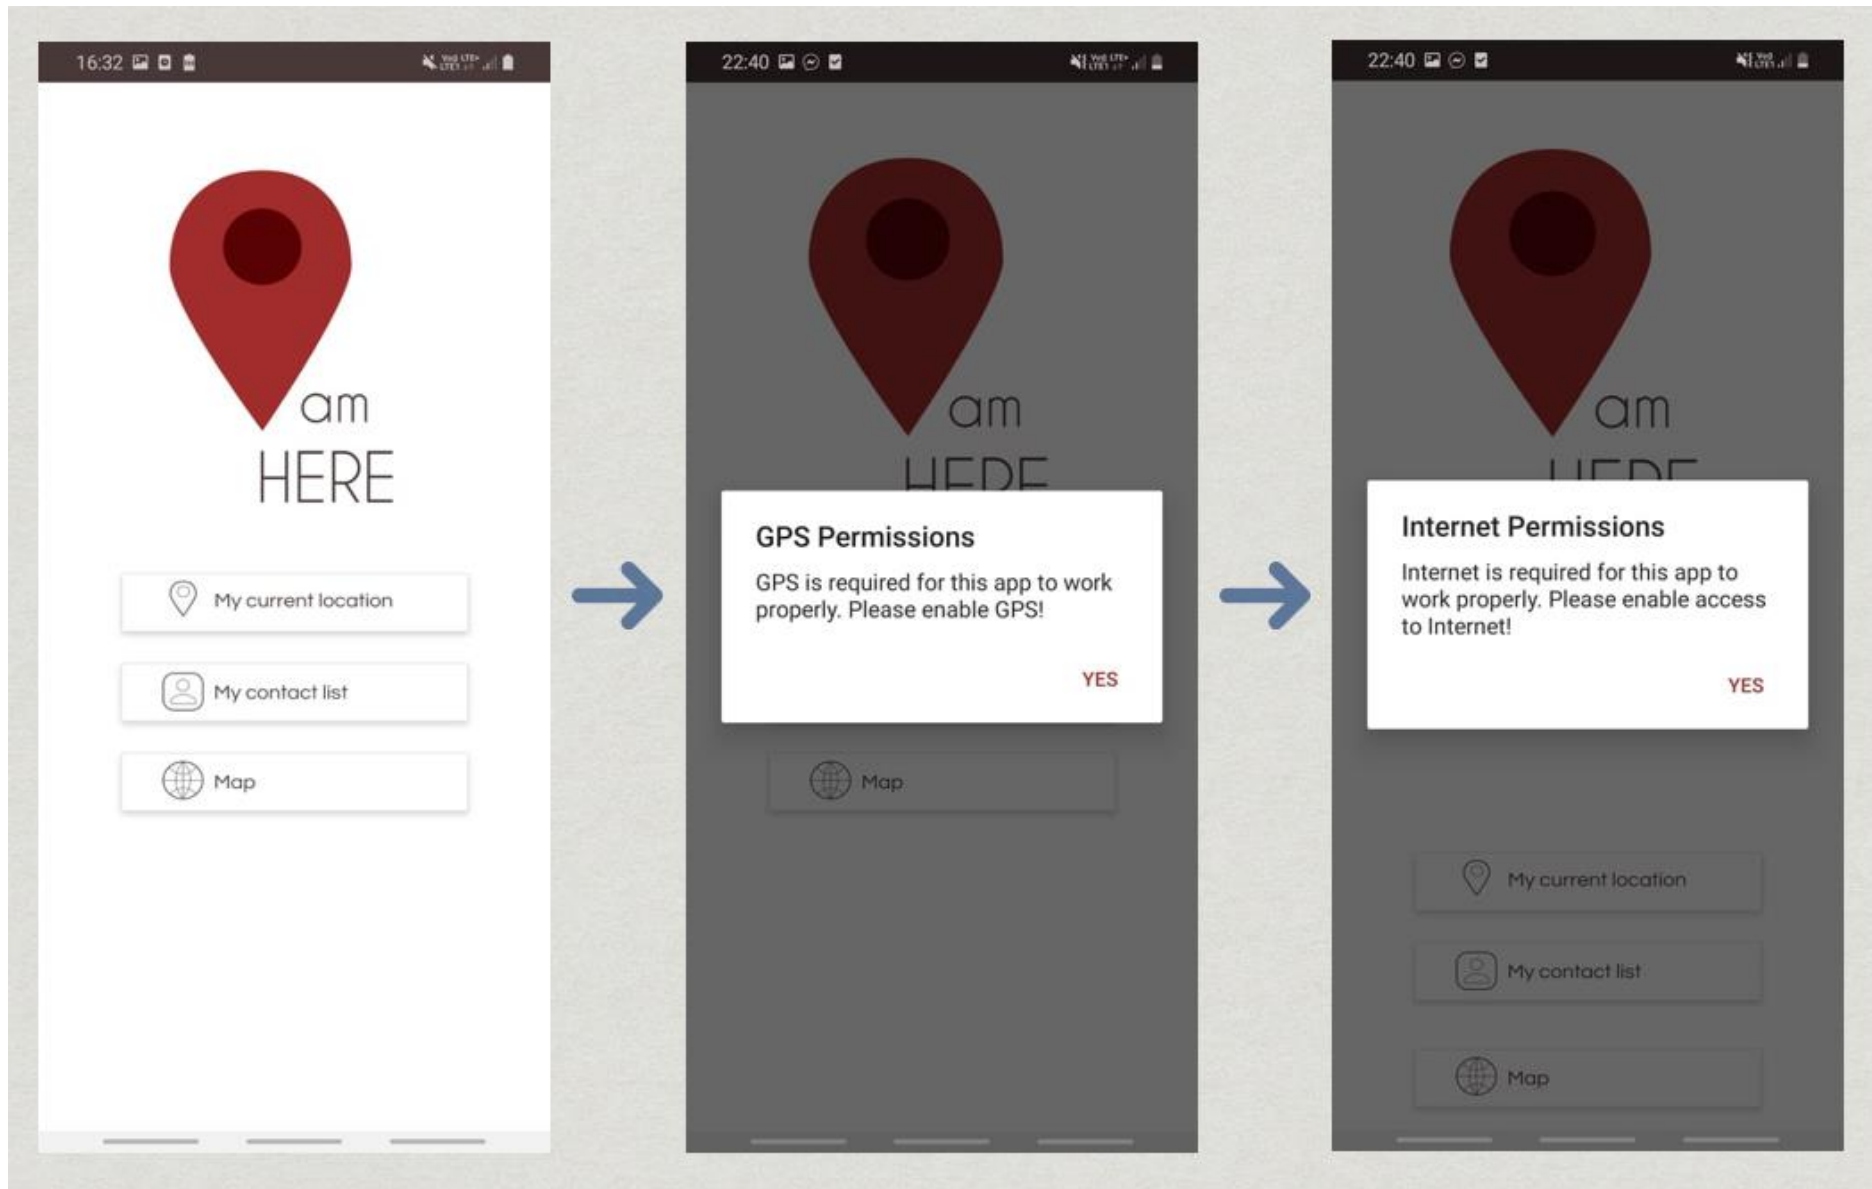 16:32
am
HERE
My current location
My contact list
Map
22:40
am
HERE
GPS Permissions
GPS is required for this app to work
properly. Please enable GPS!
YES
Map
22:40
am
HERE
Internet Permissions
Internet is required for this app to
work properly. Please enable access
to Internet!
YES
My current location
My contact list
Map